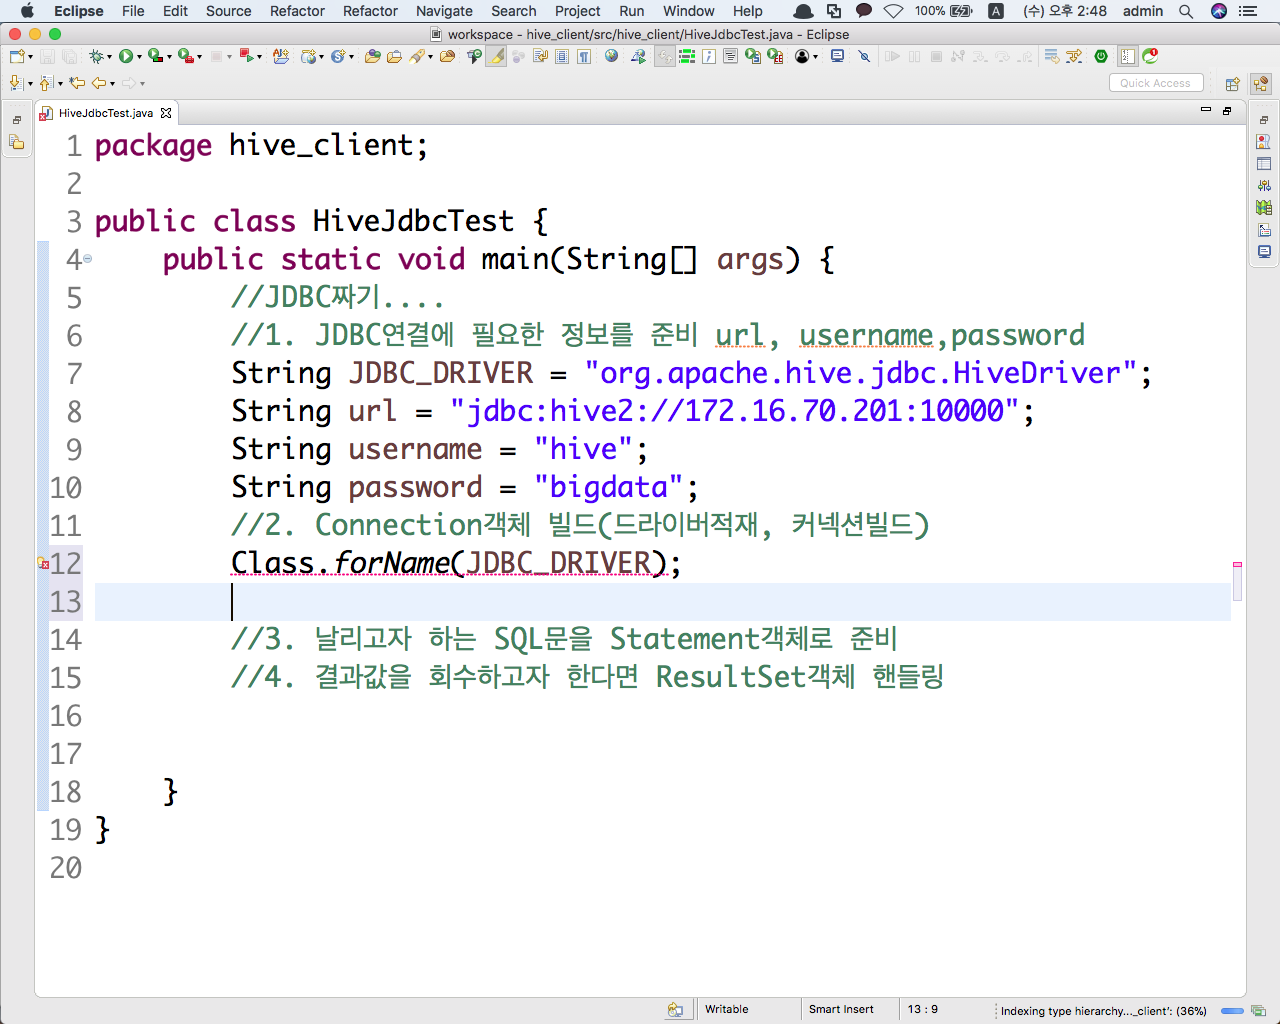 Eclipse File Edit Source Refactor Refactor Navigate Search Project Run Window Help 100% A (수) 오후 2:48 admin
workspace - hive_client/src/hive_client/HiveJdbcTest.java - Eclipse
Quick Access
HiveJdbcTest.java
1 package hive_client;
2
3 public class HiveJdbcTest {
4 public static void main(String[] args) {
5 //JDBC짜기....
6 //1. JDBC연결에 필요한 정보를 준비 url, username,password
7 String JDBC_DRIVER = "org.apache.hive.jdbc.HiveDriver";
8 String url = "jdbc:hive2://172.16.70.201:10000";
9 String username = "hive";
10 String password = "bigdata";
11 //2. Connection객체 빌드(드라이버적재, 커넥션빌드)
12 Class.forName(JDBC_DRIVER);
13
14 //3. 날리고자 하는 SQL문을 Statement객체로 준비
15 //4. 결과값을 회수하고자 한다면 ResultSet객체 핸들링
16
17
18 }
19 }
20
Writable Smart Insert 13 : 9 Indexing type hierarchy..._client': (36%)